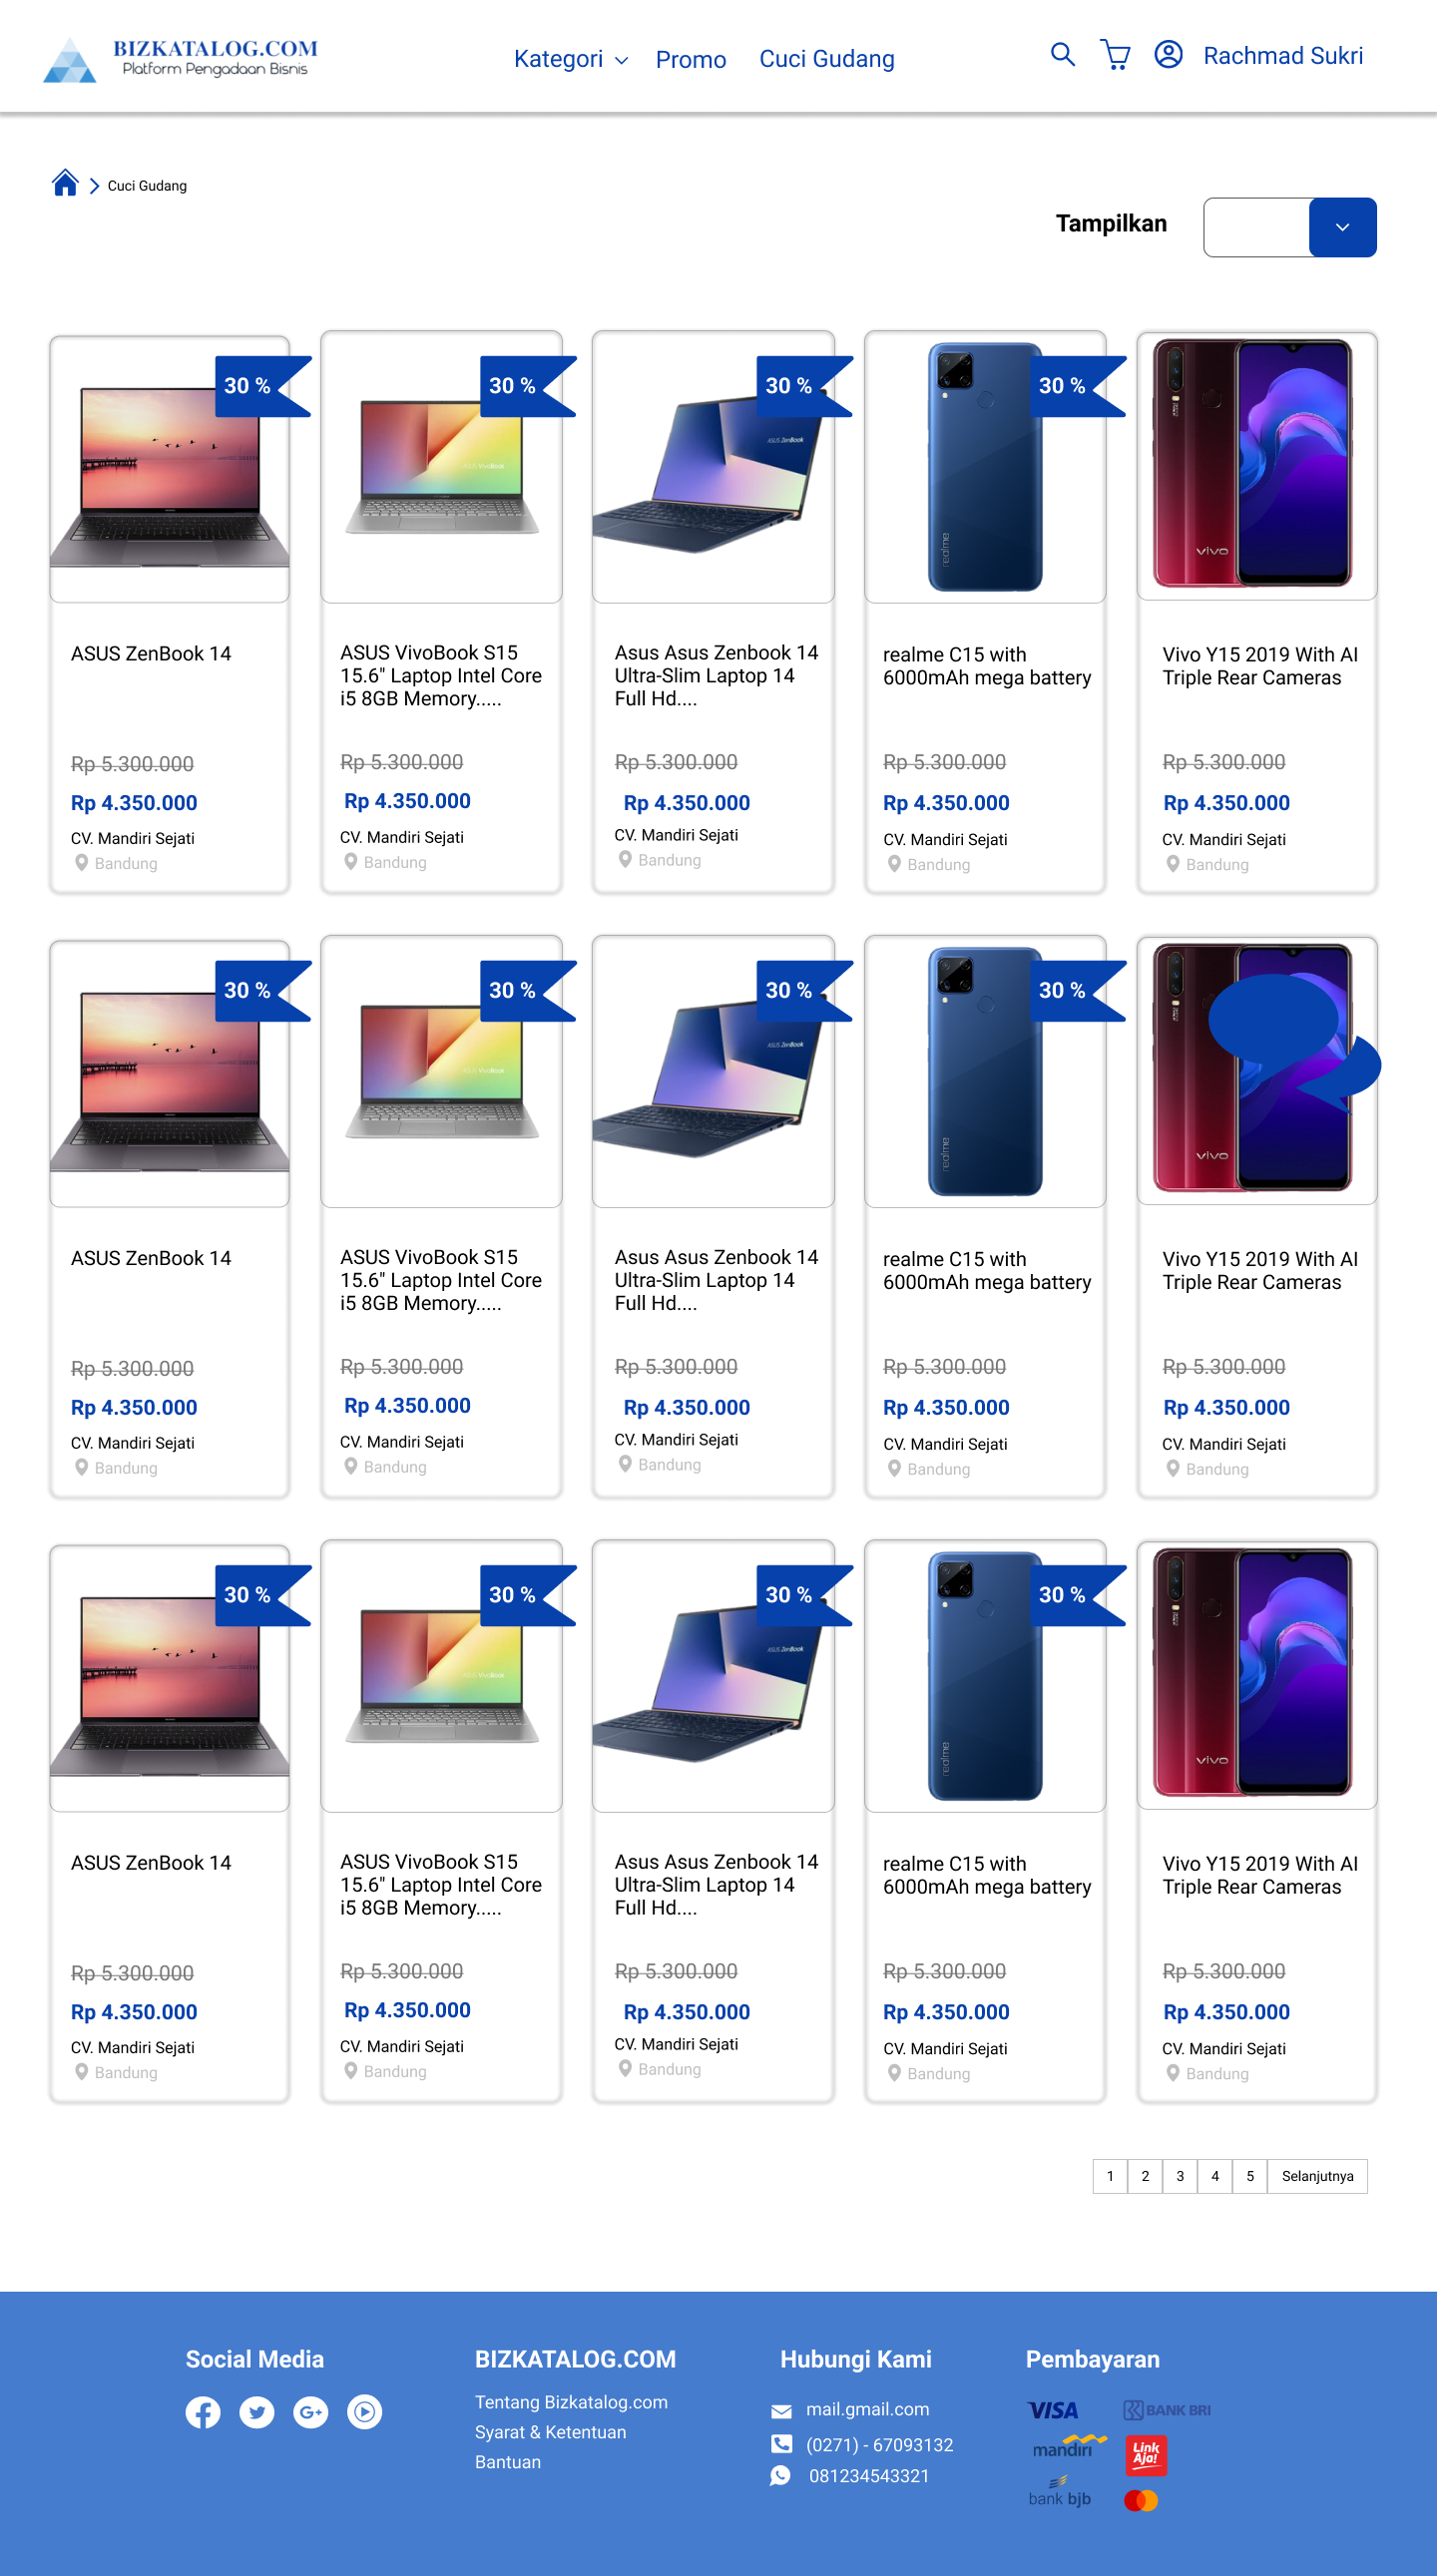 BIZKATALOG.COM
Platform Pengadaan Bisnis
Kategori
Promo
Cuci Gudang
Rachmad Sukri
Cuci Gudang
Tampilkan
30 %
30 %
30 %
30 %
ASUS VivoBook
ASUS ZenBook
realme
vivo
ASUS ZenBook 14
Rp 5.300.000
Rp 4.350.000
CV. Mandiri Sejati
Bandung
ASUS VivoBook S15
15.6" Laptop Intel Core
i5 8GB Memory.....
Rp 5.300.000
Rp 4.350.000
CV. Mandiri Sejati
Bandung
Asus Asus Zenbook 14
Ultra-Slim Laptop 14
Full Hd....
Rp 5.300.000
Rp 4.350.000
CV. Mandiri Sejati
Bandung
realme C15 with
6000mAh mega battery
Rp 5.300.000
Rp 4.350.000
CV. Mandiri Sejati
Bandung
Vivo Y15 2019 With AI
Triple Rear Cameras
Rp 5.300.000
Rp 4.350.000
CV. Mandiri Sejati
Bandung
30 %
30 %
30 %
30 %
ASUS VivoBook
ASUS ZenBook
realme
vivo
ASUS ZenBook 14
Rp 5.300.000
Rp 4.350.000
CV. Mandiri Sejati
Bandung
ASUS VivoBook S15
15.6" Laptop Intel Core
i5 8GB Memory.....
Rp 5.300.000
Rp 4.350.000
CV. Mandiri Sejati
Bandung
Asus Asus Zenbook 14
Ultra-Slim Laptop 14
Full Hd....
Rp 5.300.000
Rp 4.350.000
CV. Mandiri Sejati
Bandung
realme C15 with
6000mAh mega battery
Rp 5.300.000
Rp 4.350.000
CV. Mandiri Sejati
Bandung
Vivo Y15 2019 With AI
Triple Rear Cameras
Rp 5.300.000
Rp 4.350.000
CV. Mandiri Sejati
Bandung
30 %
30 %
30 %
30 %
ASUS VivoBook
ASUS ZenBook
realme
vivo
ASUS ZenBook 14
Rp 5.300.000
Rp 4.350.000
CV. Mandiri Sejati
Bandung
ASUS VivoBook S15
15.6" Laptop Intel Core
i5 8GB Memory.....
Rp 5.300.000
Rp 4.350.000
CV. Mandiri Sejati
Bandung
Asus Asus Zenbook 14
Ultra-Slim Laptop 14
Full Hd....
Rp 5.300.000
Rp 4.350.000
CV. Mandiri Sejati
Bandung
realme C15 with
6000mAh mega battery
Rp 5.300.000
Rp 4.350.000
CV. Mandiri Sejati
Bandung
Vivo Y15 2019 With AI
Triple Rear Cameras
Rp 5.300.000
Rp 4.350.000
CV. Mandiri Sejati
Bandung
1 2 3 4 5 Selanjutnya
Social Media
G+
BIZKATALOG.COM
Tentang Bizkatalog.com
Syarat & Ketentuan
Bantuan
Hubungi Kami
mail.gmail.com
(0271) - 67093132
081234543321
Pembayaran
VISA
BANK BRI
mandiri
Link
Aja!
bank bjb